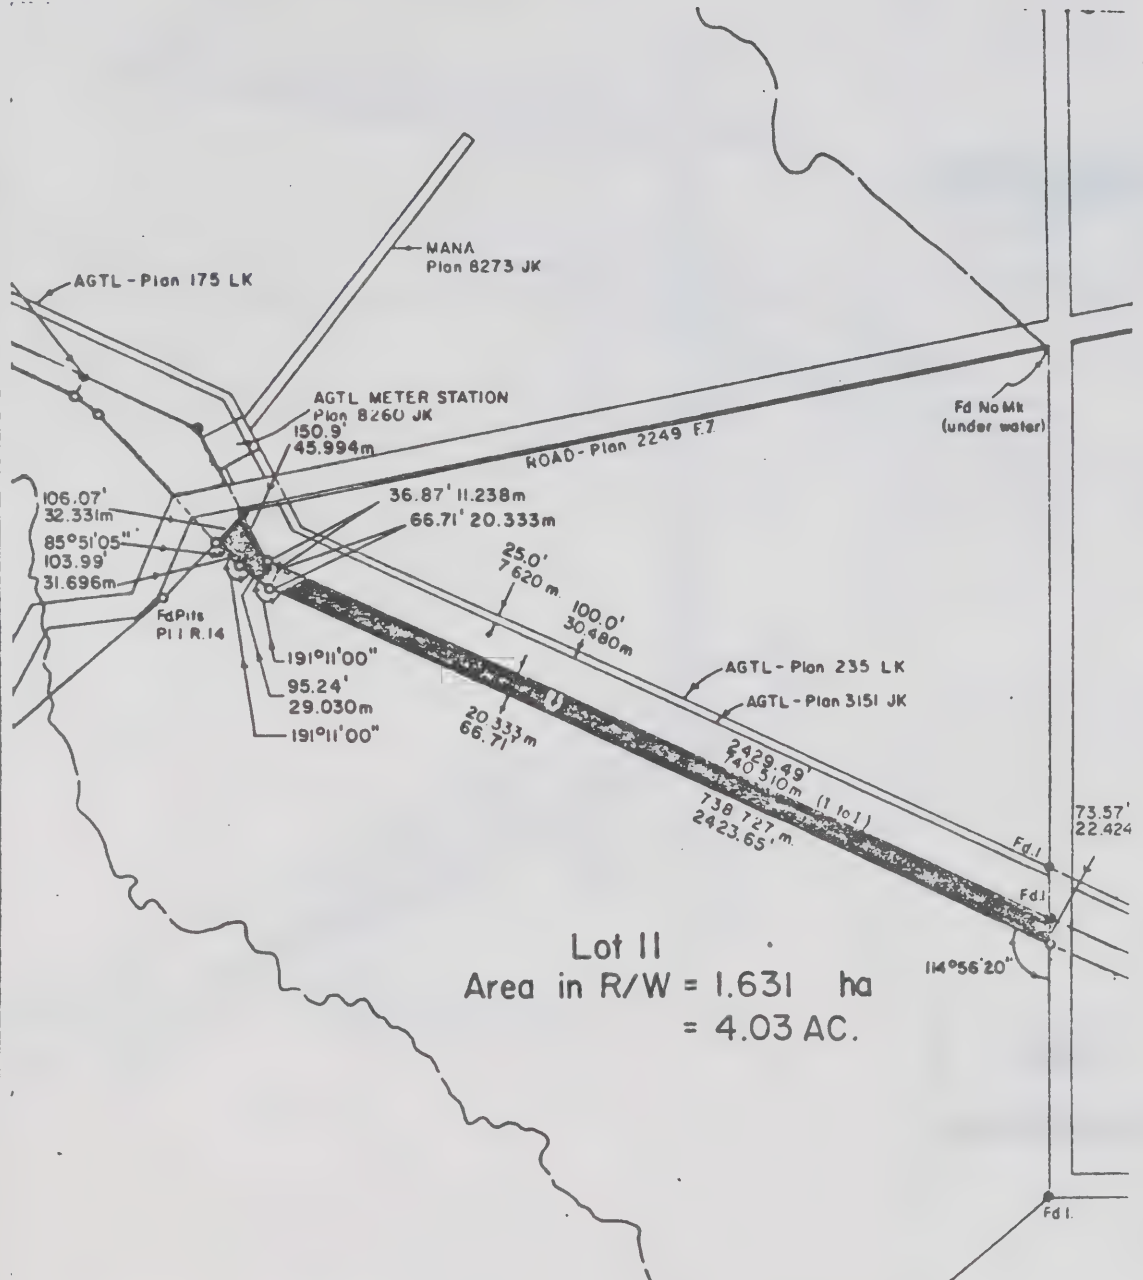 MANA
Plan 8273 JK
AGTL - Plan 175 LK
AGTL METER STATION
Plan 8260 JK
150.9'
45.994m
Fd No Mk
(under water)
ROAD - Plan 2249 F.Z.
106.07'
32.331m
85°51'05"
103.99'
31.696m
36.87' 11.238m
66.71' 20.333m
Fd Pits
Pl 1 R.14
25.0'
7.620 m.
100.0'
30.480m
191°11'00"
95.24'
29.030m
191°11'00"
AGTL - Plan 235 LK
AGTL - Plan 3151 JK
20.333m
66.71'
2429.49'
740.510m (I to I)
738.727 m.
2423.65'
73.57'
22.424
Fd.I
Fd.I
114°56'20"
Lot 11
Area in R/W = 1.631 ha
= 4.03 AC.
Fd I.